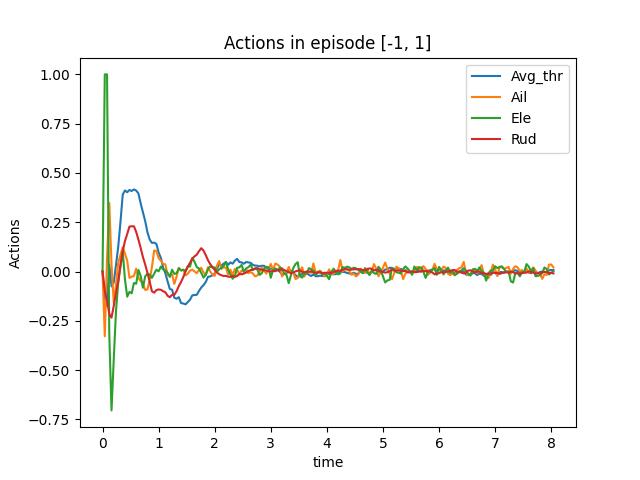 Actions in episode [-1, 1]
Avg_thr
Ail
Ele
Rud
Actions
1.00
0.75
0.50
0.25
0.00
−0.25
−0.50
−0.75
0 1 2 3 4 5 6 7 8
time